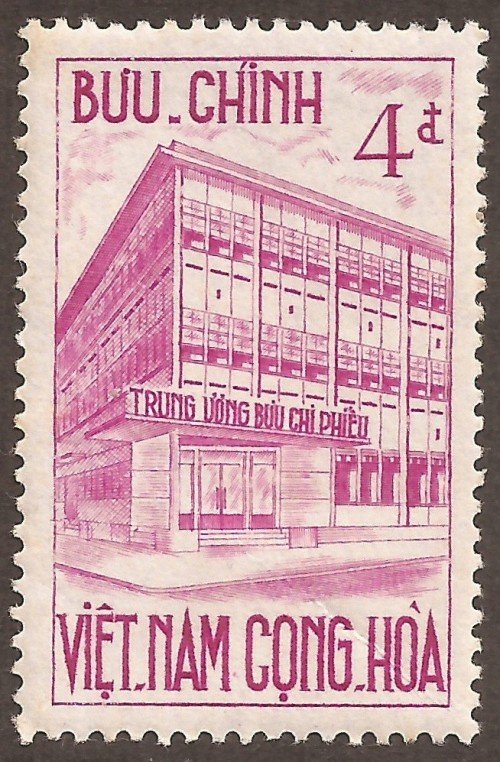 BƯU-CHÍNH
4đ
TRUNG ƯƠNG BƯU CHI PHIẾU
VIỆT-NAM CỘNG-HÒA